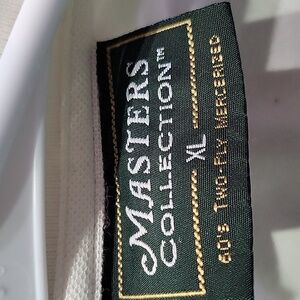 MASTERS
COLLECTION™
XL
60's TWO-PLY MERCERIZED